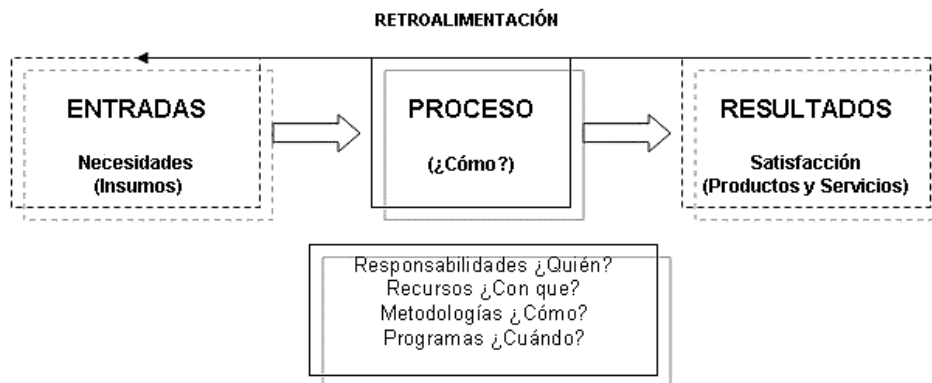 RETROALIMENTACIÓN
ENTRADAS
Necesidades
(Insumos)
PROCESO
(¿Cómo?)
RESULTADOS
Satisfacción
(Productos y Servicios)
Responsabilidades ¿Quién?
Recursos ¿Con que?
Metodologías ¿Cómo?
Programas ¿Cuándo?